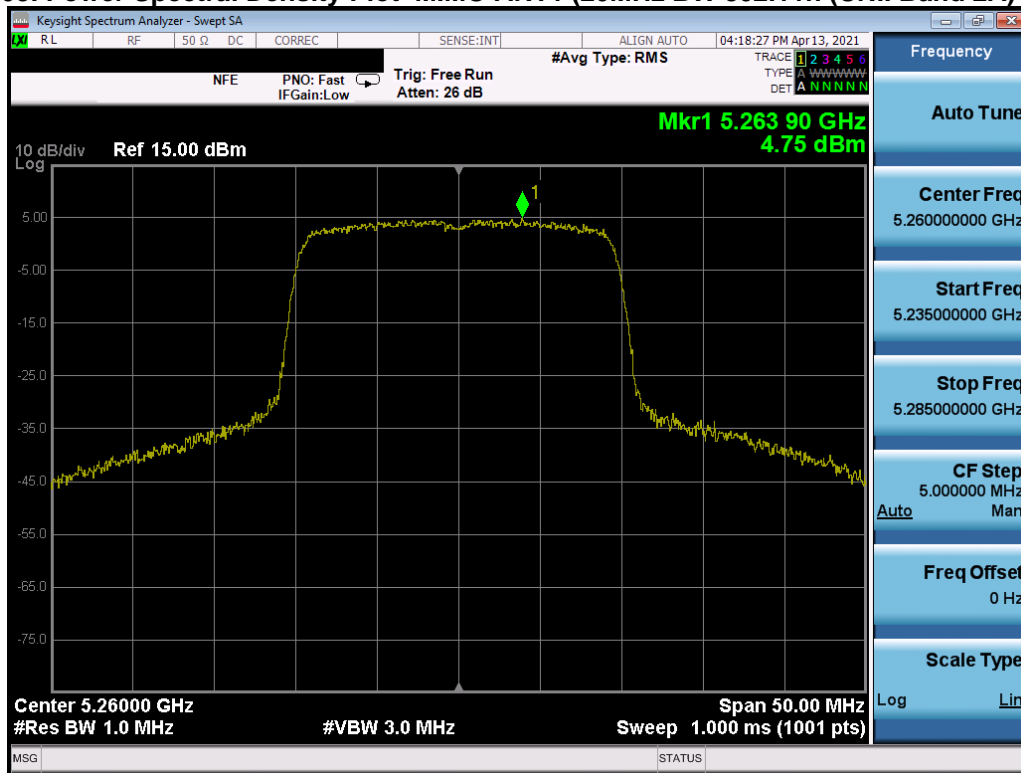 Keysight Spectrum Analyzer - Swept SA
LXI RL RF 50 Ω DC CORREC SENSE:INT ALIGN AUTO 04:18:27 PM Apr 13, 2021
#Avg Type: RMS TRACE 1 2 3 4 5 6
NFE PNO: Fast Trig: Free Run TYPE A WWWWW
IFGain:Low Atten: 26 dB DET A N N N N N
Mkr1 5.263 90 GHz
10 dB/div Ref 15.00 dBm 4.75 dBm
Log
1
5.00
-5.00
-15.0
-25.0
-35.0
-45.0
-55.0
-65.0
-75.0
Center 5.26000 GHz Span 50.00 MHz
#Res BW 1.0 MHz #VBW 3.0 MHz Sweep 1.000 ms (1001 pts)
MSG STATUS
Frequency
Auto Tune
Center Freq
5.260000000 GHz
Start Freq
5.235000000 GHz
Stop Freq
5.285000000 GHz
CF Step
5.000000 MHz
Auto Man
Freq Offset
0 Hz
Scale Type
Log Lin